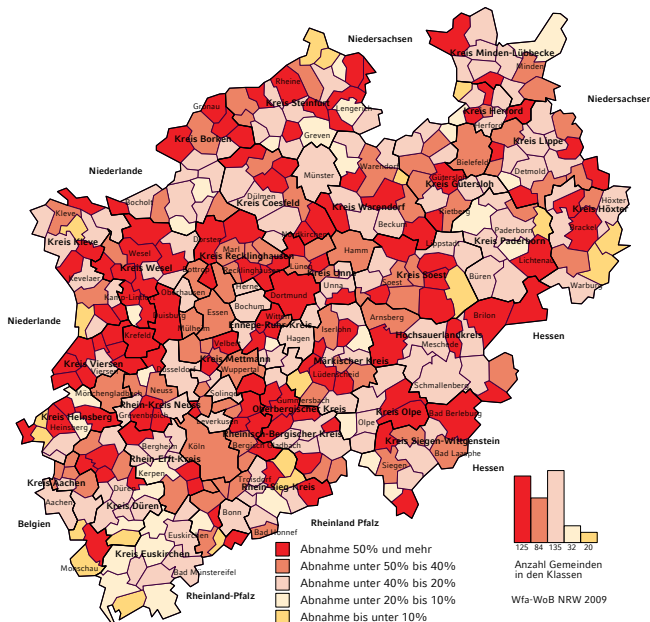 Niedersachsen
Kreis Minden-Lübbecke
Minden
Rheine
Niedersachsen
Gronau
Kreis Steinfurt
Lengerich
Kreis Herford
Herford
Greven
Kreis Borken
Kreis Lippe
Bielefeld
Warendorf
Detmold
Niederlande
Münster
Gütersloh
Kreis Gütersloh
Höxter
Bocholt
Dülmen
Kreis Coesfeld
Kreis Warendorf
Rietberg
Kreis Höxter
Kleve
Beckum
Paderborn
Brackel
Kreis Kleve
Dorsten
Nordkirchen
Lippstadt
Kreis Paderborn
Wesel
Marl
Hamm
Kreis Recklinghausen
Lichtenau
Kreis Wesel
Bottrop
Recklinghausen
Lünen
Kreis Unna
Kreis Soest
Büren
Kevelaer
Soest
Warburg
Kamp-Lintfort
Oberhausen
Herne
Unna
Dortmund
Duisburg
Essen
Bochum
Witten
Arnsberg
Brilon
Niederlande
Krefeld
Mülheim
Ennepe-Ruhr-Kreis
Iserlohn
Hochsauerlandkreis
Hessen
Hagen
Meschede
Velbert
Kreis Viersen
Viersen
Kreis Mettmann
Märkischer Kreis
Düsseldorf
Wuppertal
Lüdenscheid
Schmallenberg
Mönchengladbach
Neuss
Solingen
Gummersbach
Rhein-Kreis Neuss
Oberbergischer Kreis
Kreis Olpe
Bad Berleburg
Kreis Heinsberg
Grevenbroich
Leverkusen
Olpe
Heinsberg
Rheinisch-Bergischer Kreis
Kreis Siegen-Wittgenstein
Bergheim
Köln
Bergisch Gladbach
Bad Laasphe
Rhein-Erft-Kreis
Siegen
Hessen
Kerpen
Troisdorf
Kreis Aachen
Düren
Rhein-Sieg-Kreis
Aachen
Kreis Düren
Bonn
Rheinland Pfalz
Belgien
Euskirchen
Bad Honnef
Kreis Euskirchen
Monschau
Bad Münstereifel
Rheinland-Pfalz
Abnahme 50% und mehr
Abnahme unter 50% bis 40%
Abnahme unter 40% bis 20%
Abnahme unter 20% bis 10%
Abnahme bis unter 10%
125 84 135 32 20
Anzahl Gemeinden
in den Klassen
Wfa-WoB NRW 2009